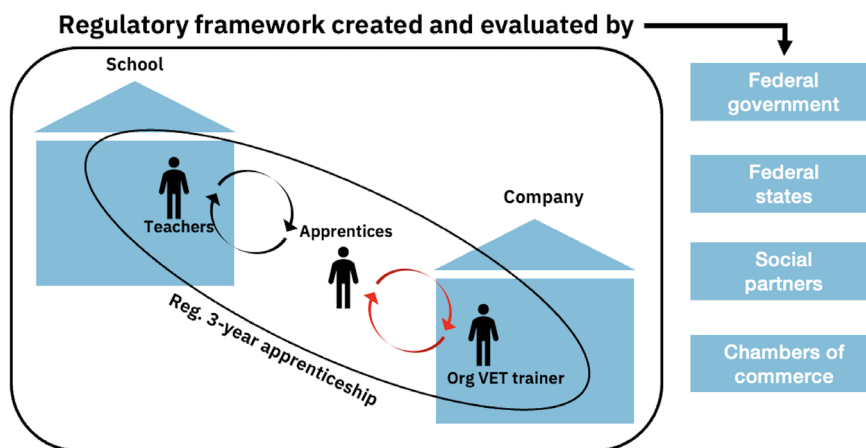 Regulatory framework created and evaluated by
School
Teachers
Apprentices
Company
Org VET trainer
Reg. 3-year apprenticeship
Federal
government
Federal
states
Social
partners
Chambers of
commerce